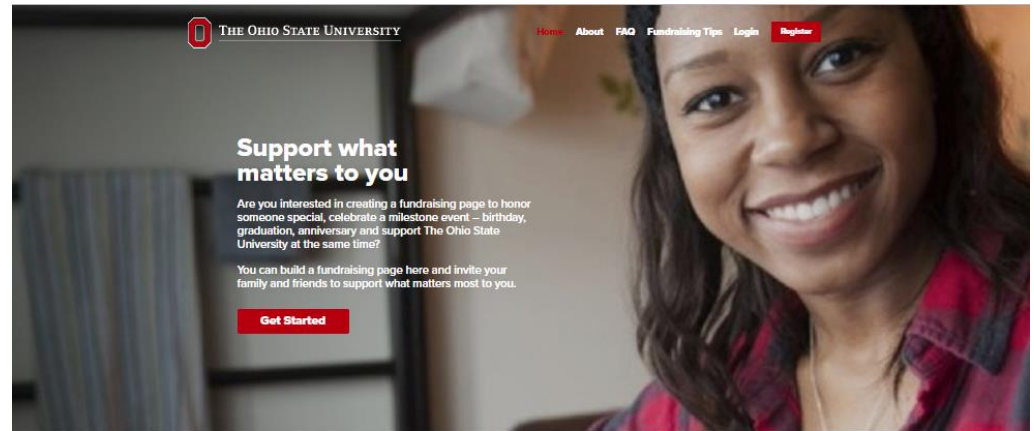 THE OHIO STATE UNIVERSITY
Home About FAQ Fundraising Tips Login Register
Support what
matters to you
Are you interested in creating a fundraising page to honor
someone special, celebrate a milestone event – birthday,
graduation, anniversary and support The Ohio State
University at the same time?
You can build a fundraising page here and invite your
family and friends to support what matters most to you.
Get Started